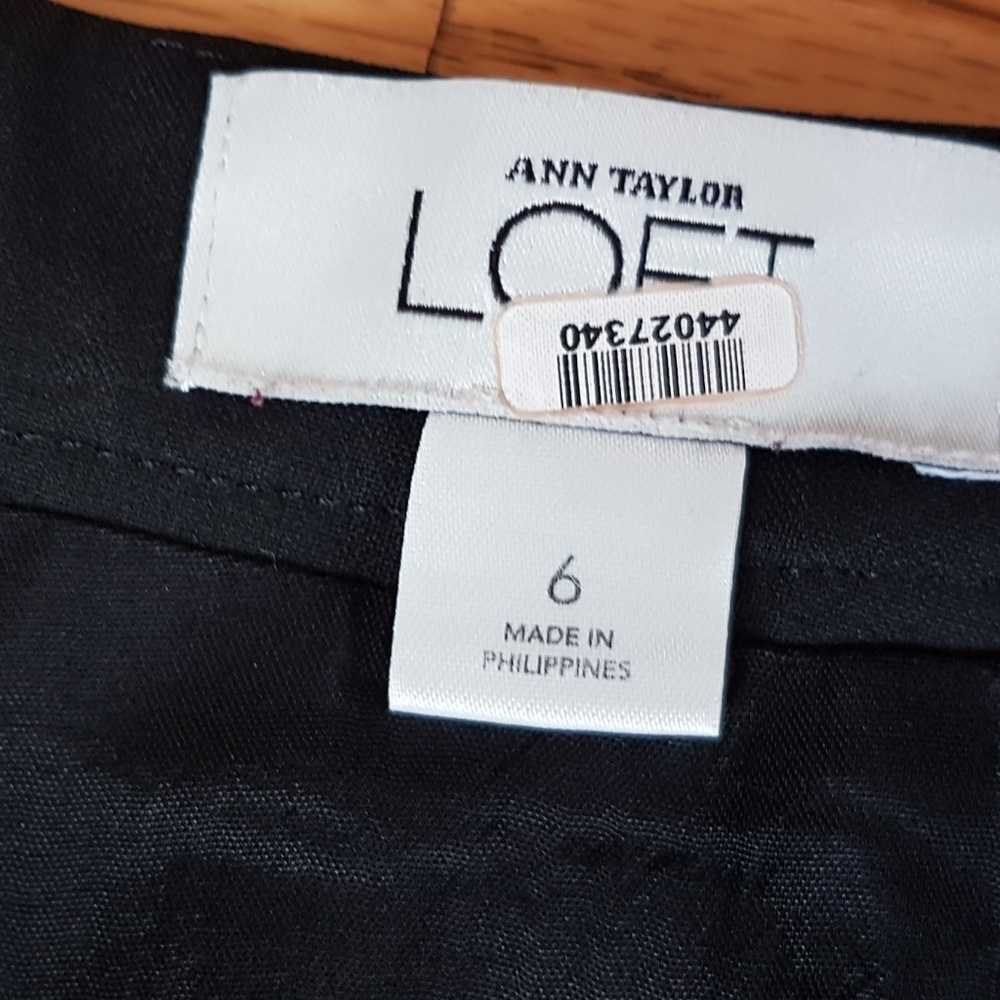 ANN TAYLOR
LOFT
44027340
6
MADE IN
PHILIPPINES